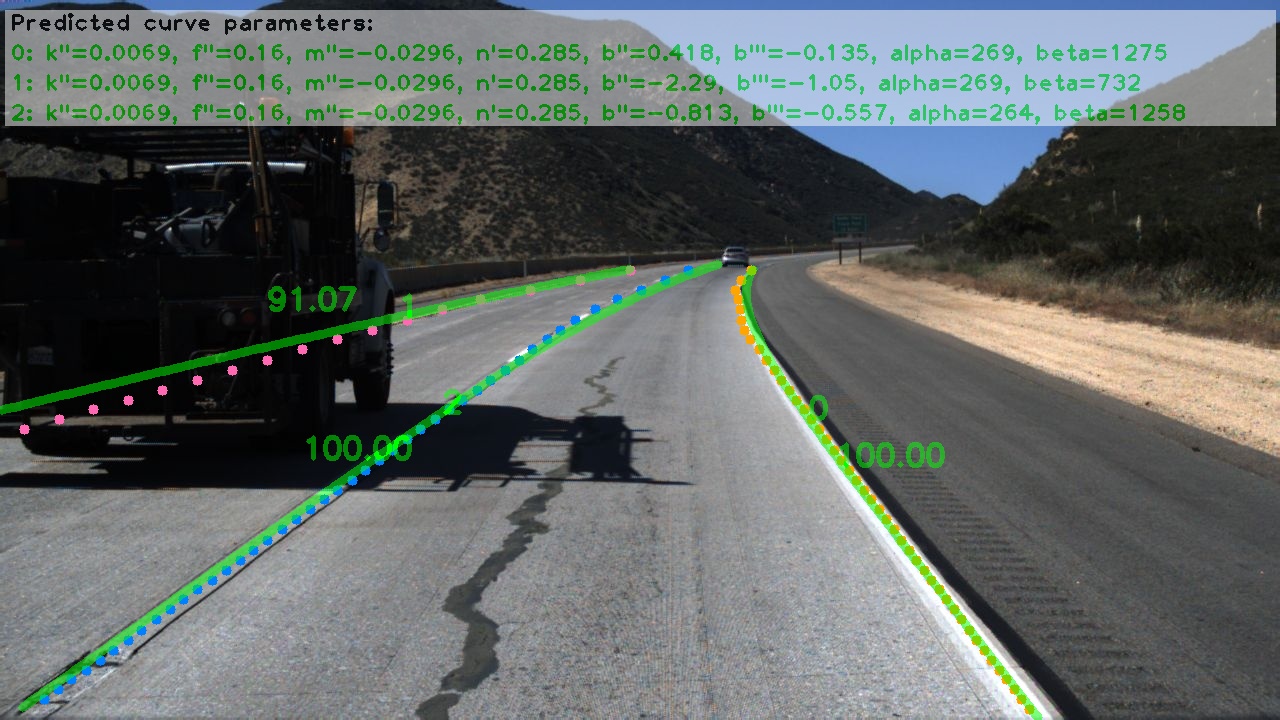 Predicted curve parameters:
0: k''=0.0069, f''=0.16, m''=−0.0296, n'=0.285, b''=0.418, b'''=−0.135, alpha=269, beta=1275
1: k''=0.0069, f''=0.16, m''=−0.0296, n'=0.285, b''=−2.29, b'''=−1.05, alpha=269, beta=732
2: k''=0.0069, f''=0.16, m''=−0.0296, n'=0.285, b''=−0.813, b'''=−0.557, alpha=264, beta=1258
91.07
1
2
0
100.00
100.00